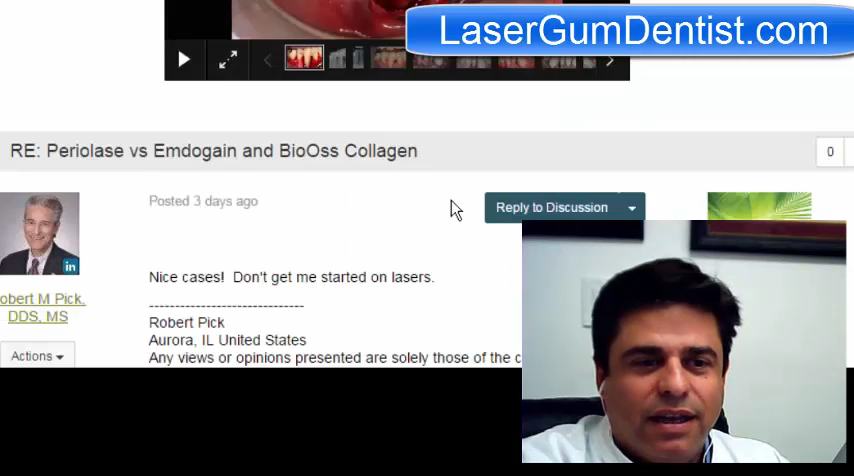 LaserGumDentist.com
RE: Periolase vs Emdogain and BioOss Collagen
0
Posted 3 days ago
Reply to Discussion
in
Nice cases! Don't get me started on lasers.
------------------------------
obert M Pick,
DDS, MS
Robert Pick
Aurora, IL United States
Actions
Any views or opinions presented are solely those of the